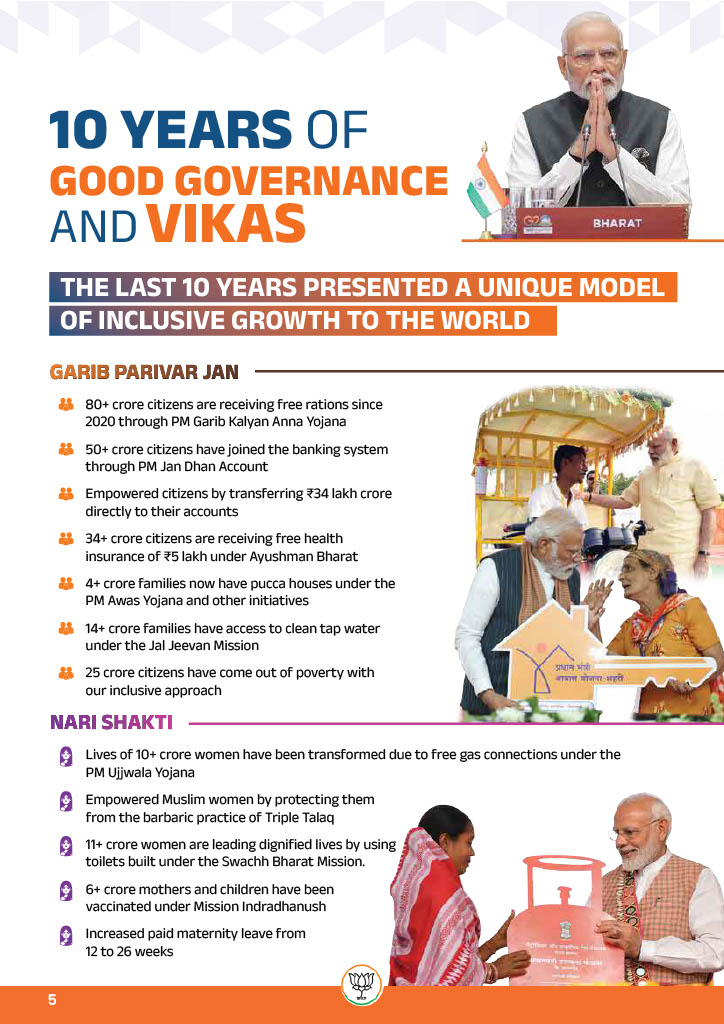 10 YEARS OF
GOOD GOVERNANCE
AND VIKAS
BHARAT
THE LAST 10 YEARS PRESENTED A UNIQUE MODEL
OF INCLUSIVE GROWTH TO THE WORLD
GARIB PARIVAR JAN
80+ crore citizens are receiving free rations since
2020 through PM Garib Kalyan Anna Yojana
50+ crore citizens have joined the banking system
through PM Jan Dhan Account
Empowered citizens by transferring ₹34 lakh crore
directly to their accounts
34+ crore citizens are receiving free health
insurance of ₹5 lakh under Ayushman Bharat
4+ crore families now have pucca houses under the
PM Awas Yojana and other initiatives
14+ crore families have access to clean tap water
under the Jal Jeevan Mission
25 crore citizens have come out of poverty with
our inclusive approach
प्रधान मंत्री
आवास योजना-शहरी
NARI SHAKTI
Lives of 10+ crore women have been transformed due to free gas connections under the
PM Ujjwala Yojana
Empowered Muslim women by protecting them
from the barbaric practice of Triple Talaq
11+ crore women are leading dignified lives by using
toilets built under the Swachh Bharat Mission.
6+ crore mothers and children have been
vaccinated under Mission Indradhanush
Increased paid maternity leave from
12 to 26 weeks
5